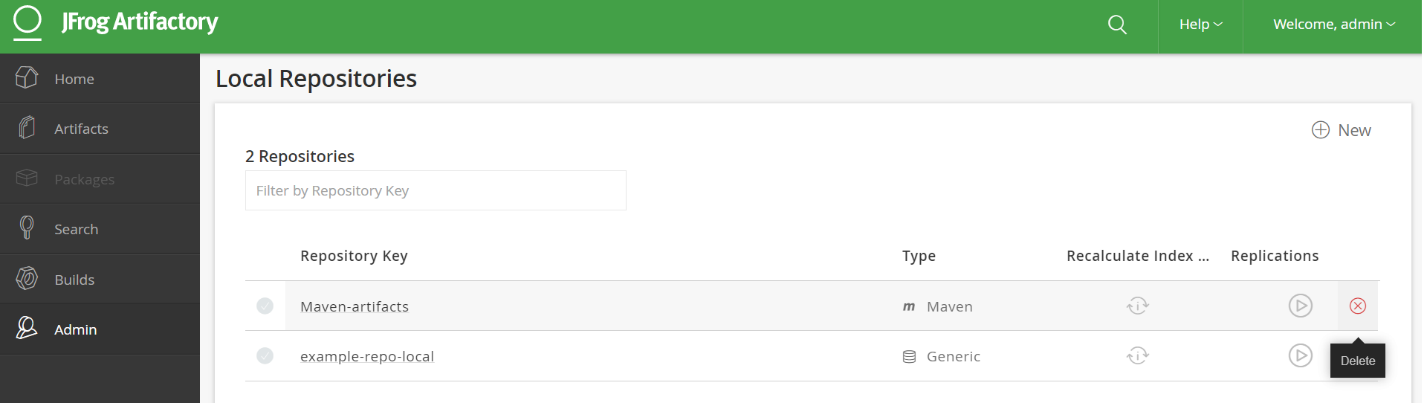 JFrog Artifactory
Help
Welcome, admin
Home
Artifacts
Packages
Search
Builds
Admin
Local Repositories
New
2 Repositories
Filter by Repository Key
Repository Key Type Recalculate Index ... Replications
Maven-artifacts m Maven
example-repo-local Generic
Delete